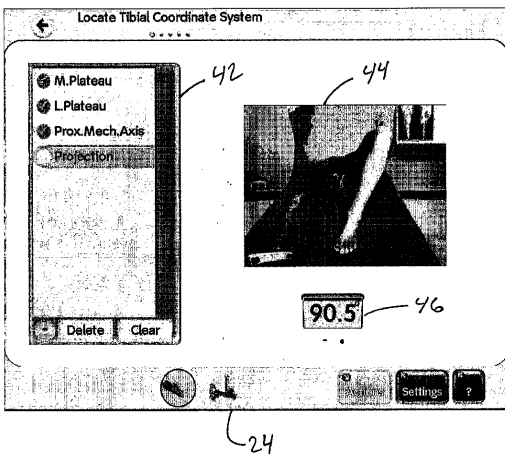 Locate Tibial Coordinate System
42
44
M.Plateau
L.Plateau
Prox.Mech.Axis
Projection
90.5
46
Delete
Clear
Settings
?
24